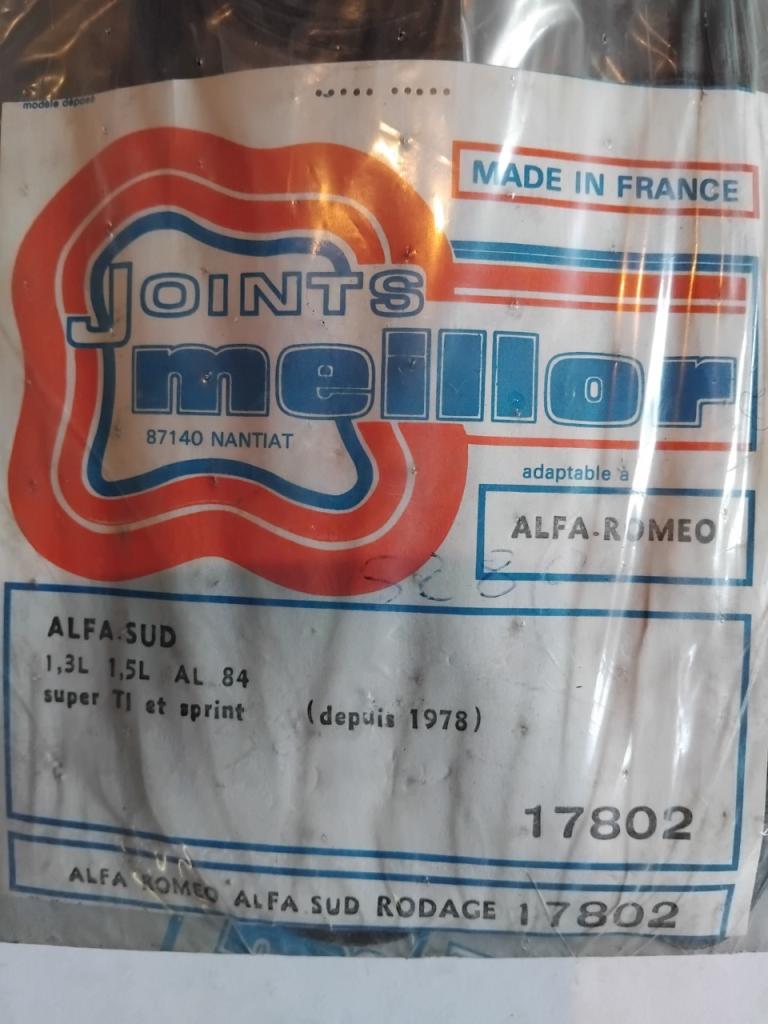 modèle déposé
MADE IN FRANCE
JOINTS
meillor
87140 NANTIAT
adaptable à
ALFA-ROMEO
ALFA.SUD
1,3L 1,5L AL 84
super TI et sprint (depuis 1978)
17802
ALFA ROMEO ALFA SUD RODAGE 17802